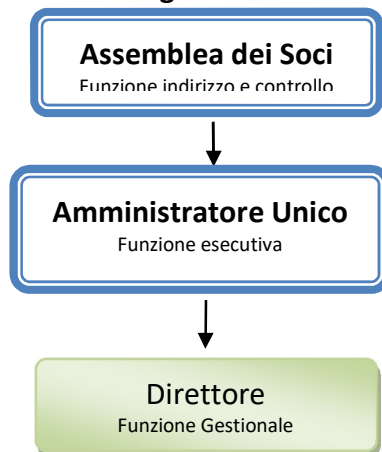 Assemblea dei Soci
Funzione indirizzo e controllo
Amministratore Unico
Funzione esecutiva
Direttore
Funzione Gestionale